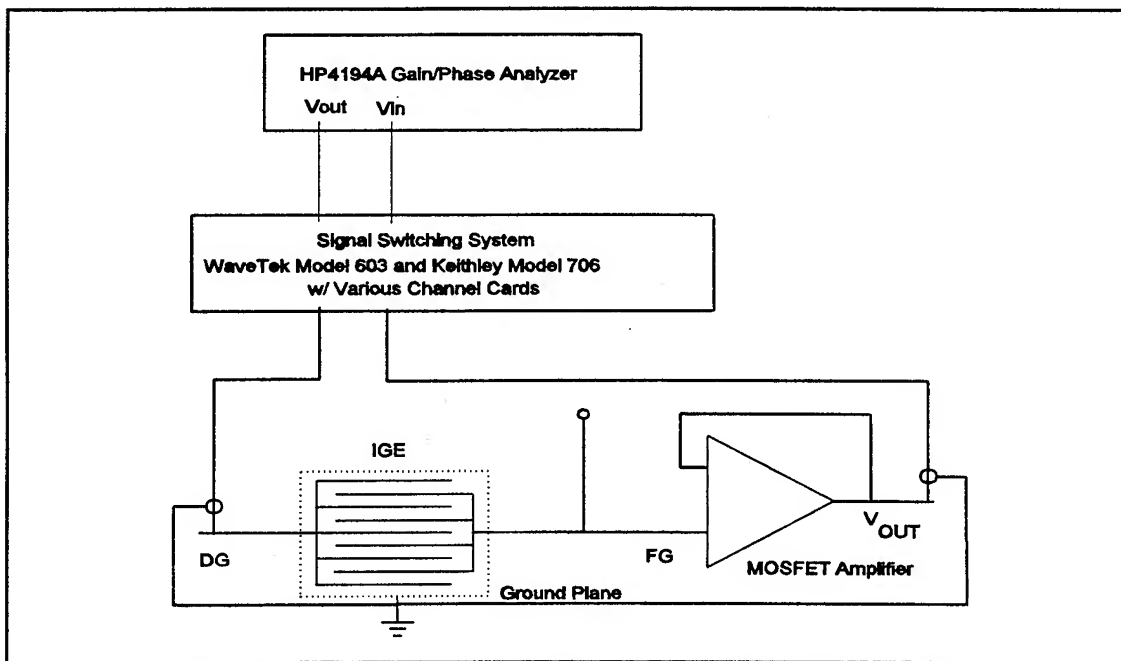 HP4194A Gain/Phase Analyzer
Vout Vin
Signal Switching System
WaveTek Model 603 and Keithley Model 706
w/ Various Channel Cards
IGE
DG
FG
VOUT
MOSFET Amplifier
Ground Plane